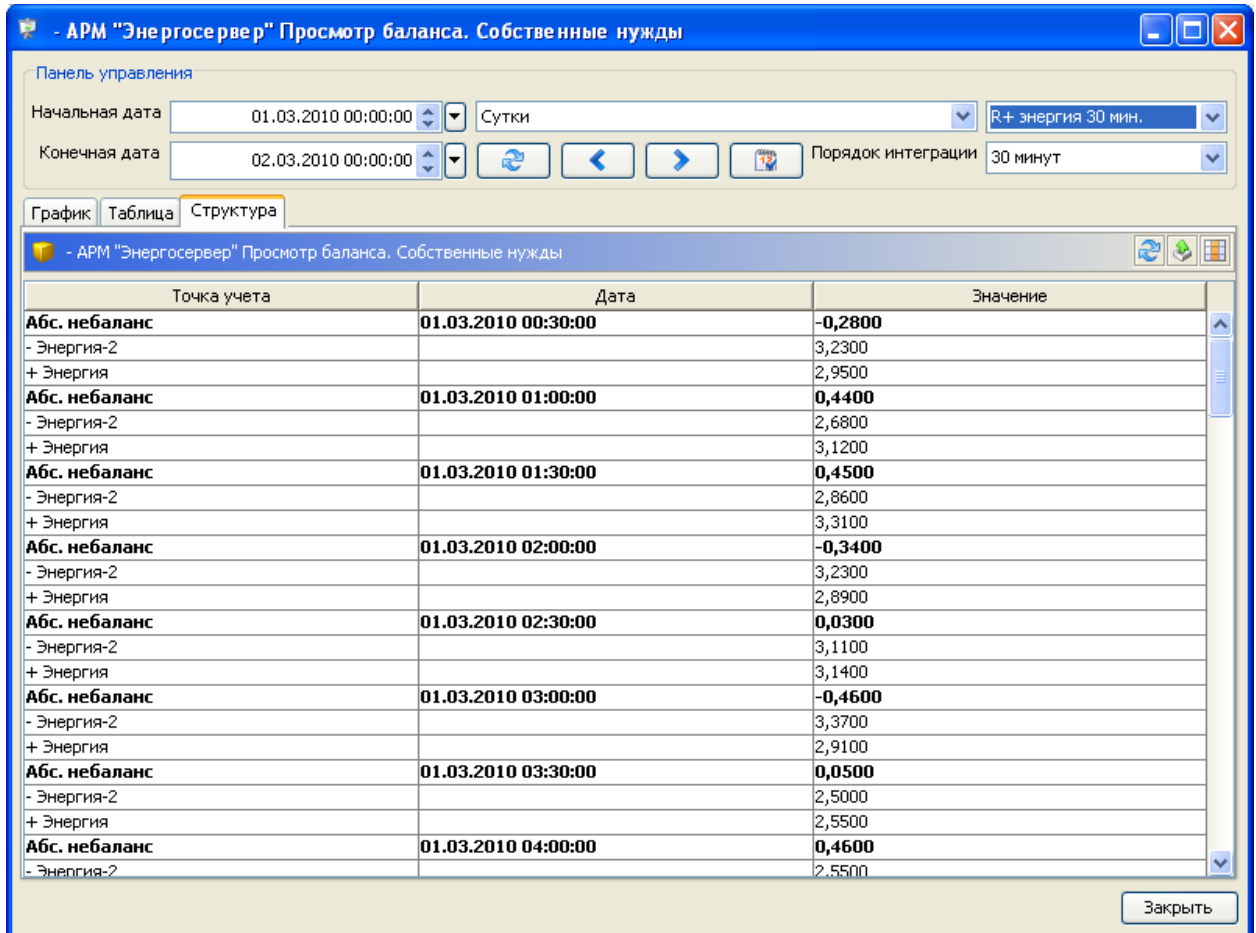 - АРМ "Энергосервер" Просмотр баланса. Собственные нужды
Панель управления
Начальная дата 01.03.2010 00:00:00 Сутки R+ энергия 30 мин.
Конечная дата 02.03.2010 00:00:00 12 Порядок интеграции 30 минут
График Таблица Структура
- АРМ "Энергосервер" Просмотр баланса. Собственные нужды
Точка учета Дата Значение
Абс. небаланс 01.03.2010 00:30:00 -0,2800
- Энергия-2 3,2300
+ Энергия 2,9500
Абс. небаланс 01.03.2010 01:00:00 0,4400
- Энергия-2 2,6800
+ Энергия 3,1200
Абс. небаланс 01.03.2010 01:30:00 0,4500
- Энергия-2 2,8600
+ Энергия 3,3100
Абс. небаланс 01.03.2010 02:00:00 -0,3400
- Энергия-2 3,2300
+ Энергия 2,8900
Абс. небаланс 01.03.2010 02:30:00 0,0300
- Энергия-2 3,1100
+ Энергия 3,1400
Абс. небаланс 01.03.2010 03:00:00 -0,4600
- Энергия-2 3,3700
+ Энергия 2,9100
Абс. небаланс 01.03.2010 03:30:00 0,0500
- Энергия-2 2,5000
+ Энергия 2,5500
Абс. небаланс 01.03.2010 04:00:00 0,4600
- Энергия-2 2,5500
Закрыть